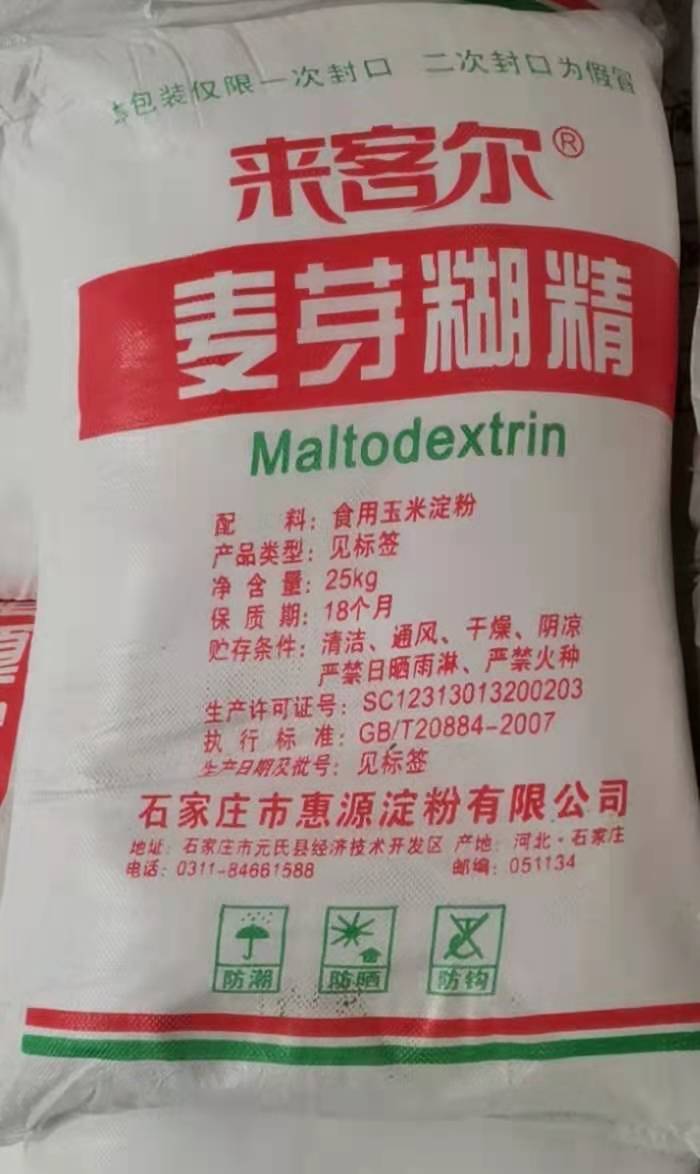 本包装仅限一次封口 二次封口为假冒
来客尔®
麦芽糊精
Maltodextrin
配 料：食用玉米淀粉
产品类型：见标签
净含量：25kg
保质期：18个月
贮存条件：清洁、通风、干燥、阴凉
严禁日晒雨淋、严禁火种
生产许可证号：SC12313013200203
执行标准：GB/T20884-2007
生产日期及批号：见标签
石家庄市惠源淀粉有限公司
地址：石家庄市元氏县经济技术开发区 产地：河北·石家庄
电话：0311-84661588 邮编：051134
防潮 防晒 防钩